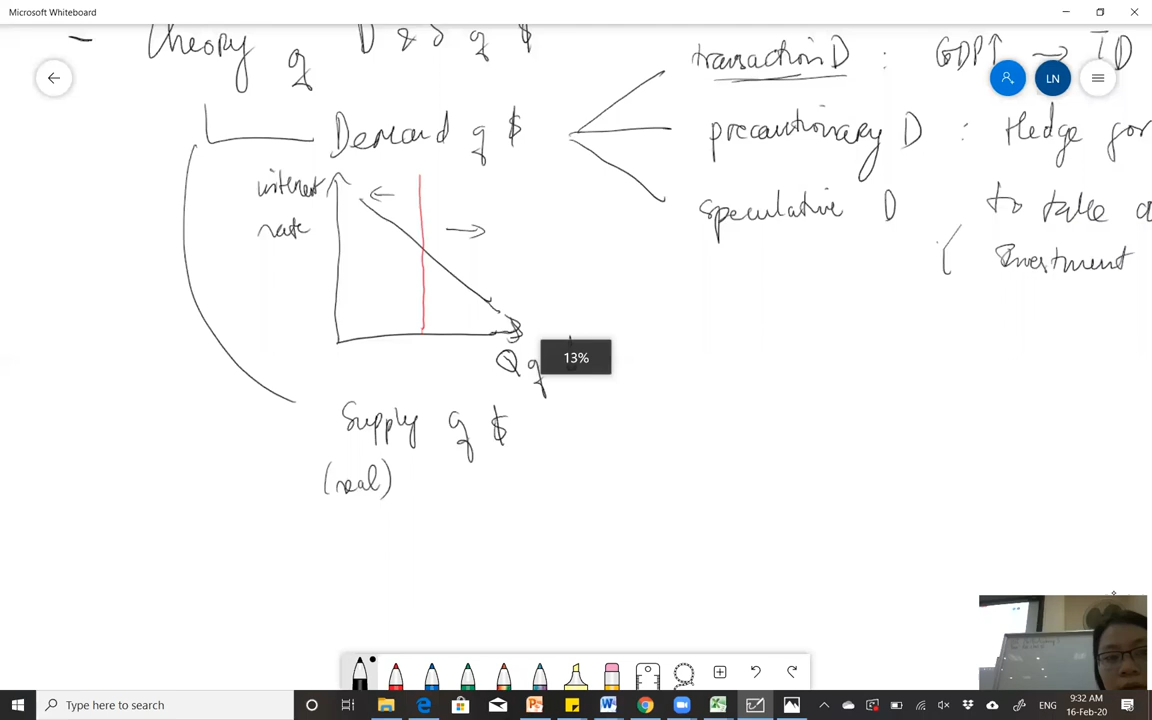 Microsoft Whiteboard
– Theory of D & S of $
transaction D : GDP↑ → ↑D
LN
Demand of $
precautionary D : Hedge for
speculative D to take a
( Investment
interest
rate
Q of
13%
Supply of $
(real)
Type here to search
ENG
9:32 AM
16-Feb-20